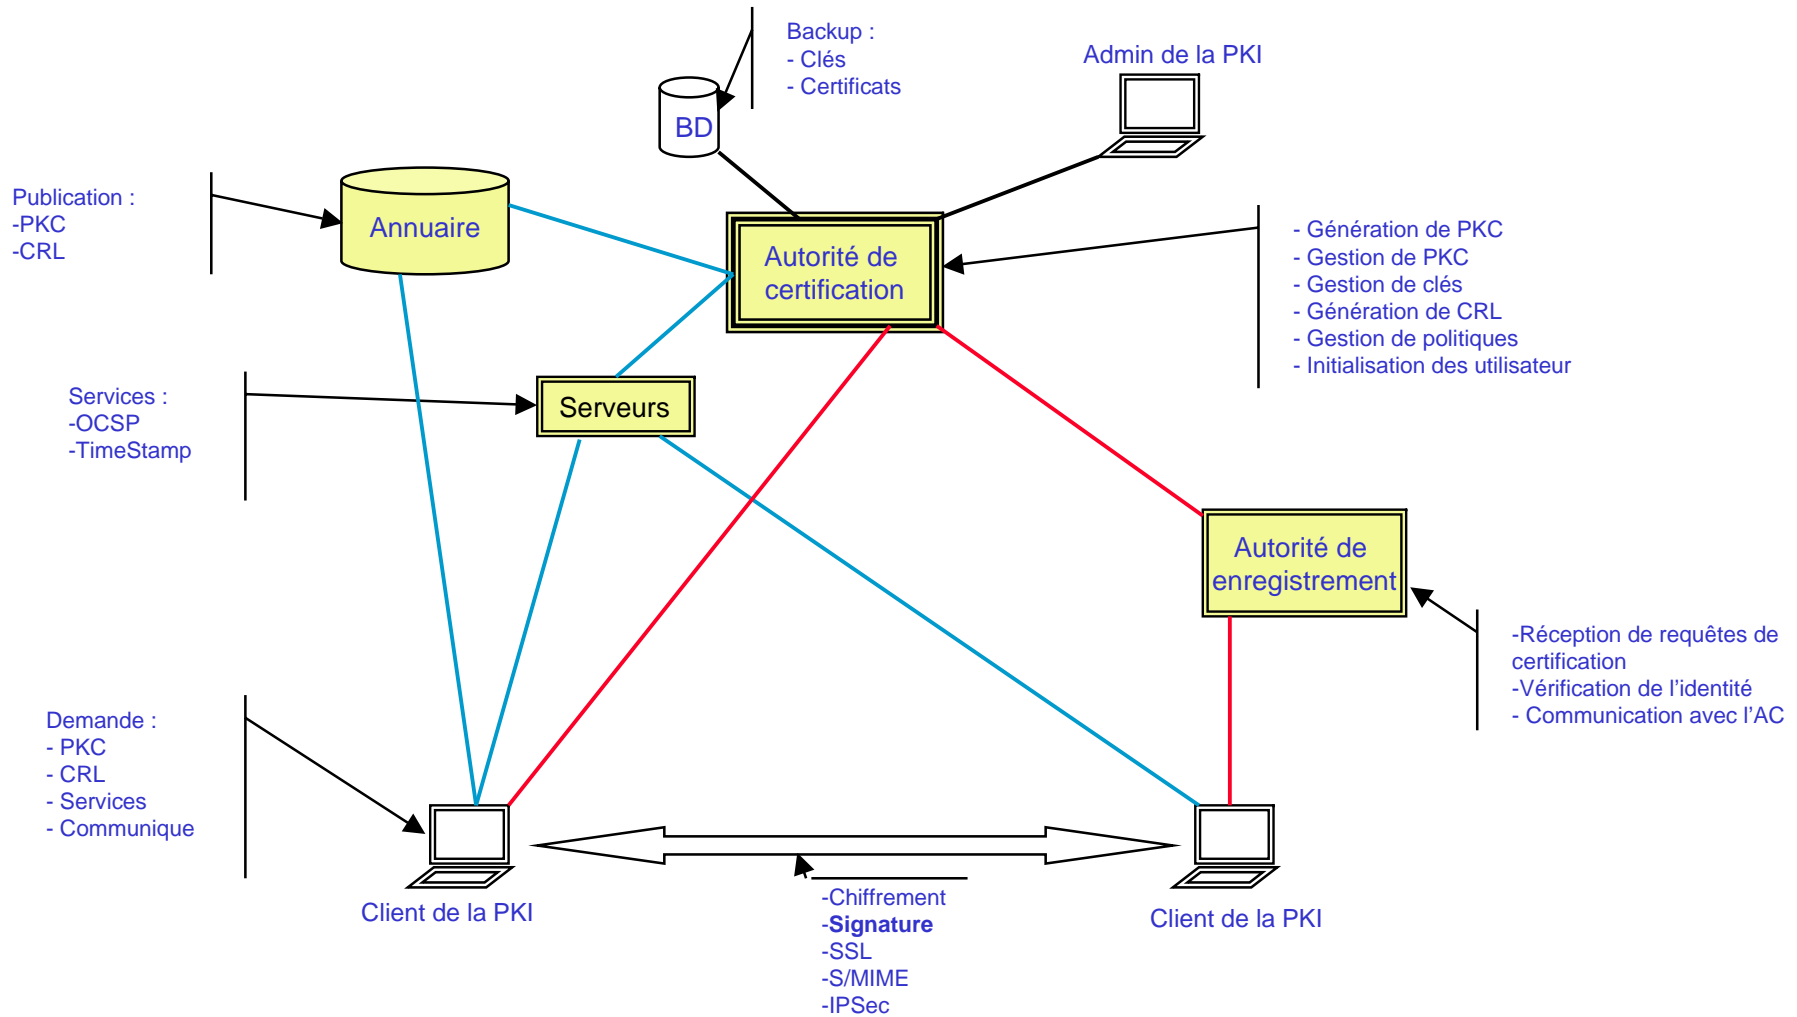 Backup :
- Clés
- Certificats
Admin de la PKI
BD
Publication :
-PKC
-CRL
Annuaire
Autorité de
certification
- Génération de PKC
- Gestion de PKC
- Gestion de clés
- Génération de CRL
- Gestion de politiques
- Initialisation des utilisateur
Services :
-OCSP
-TimeStamp
Serveurs
Autorité de
enregistrement
-Réception de requêtes de
certification
-Vérification de l’identité
- Communication avec l’AC
Demande :
- PKC
- CRL
- Services
- Communique
Client de la PKI
-Chiffrement
-Signature
-SSL
-S/MIME
-IPSec
Client de la PKI